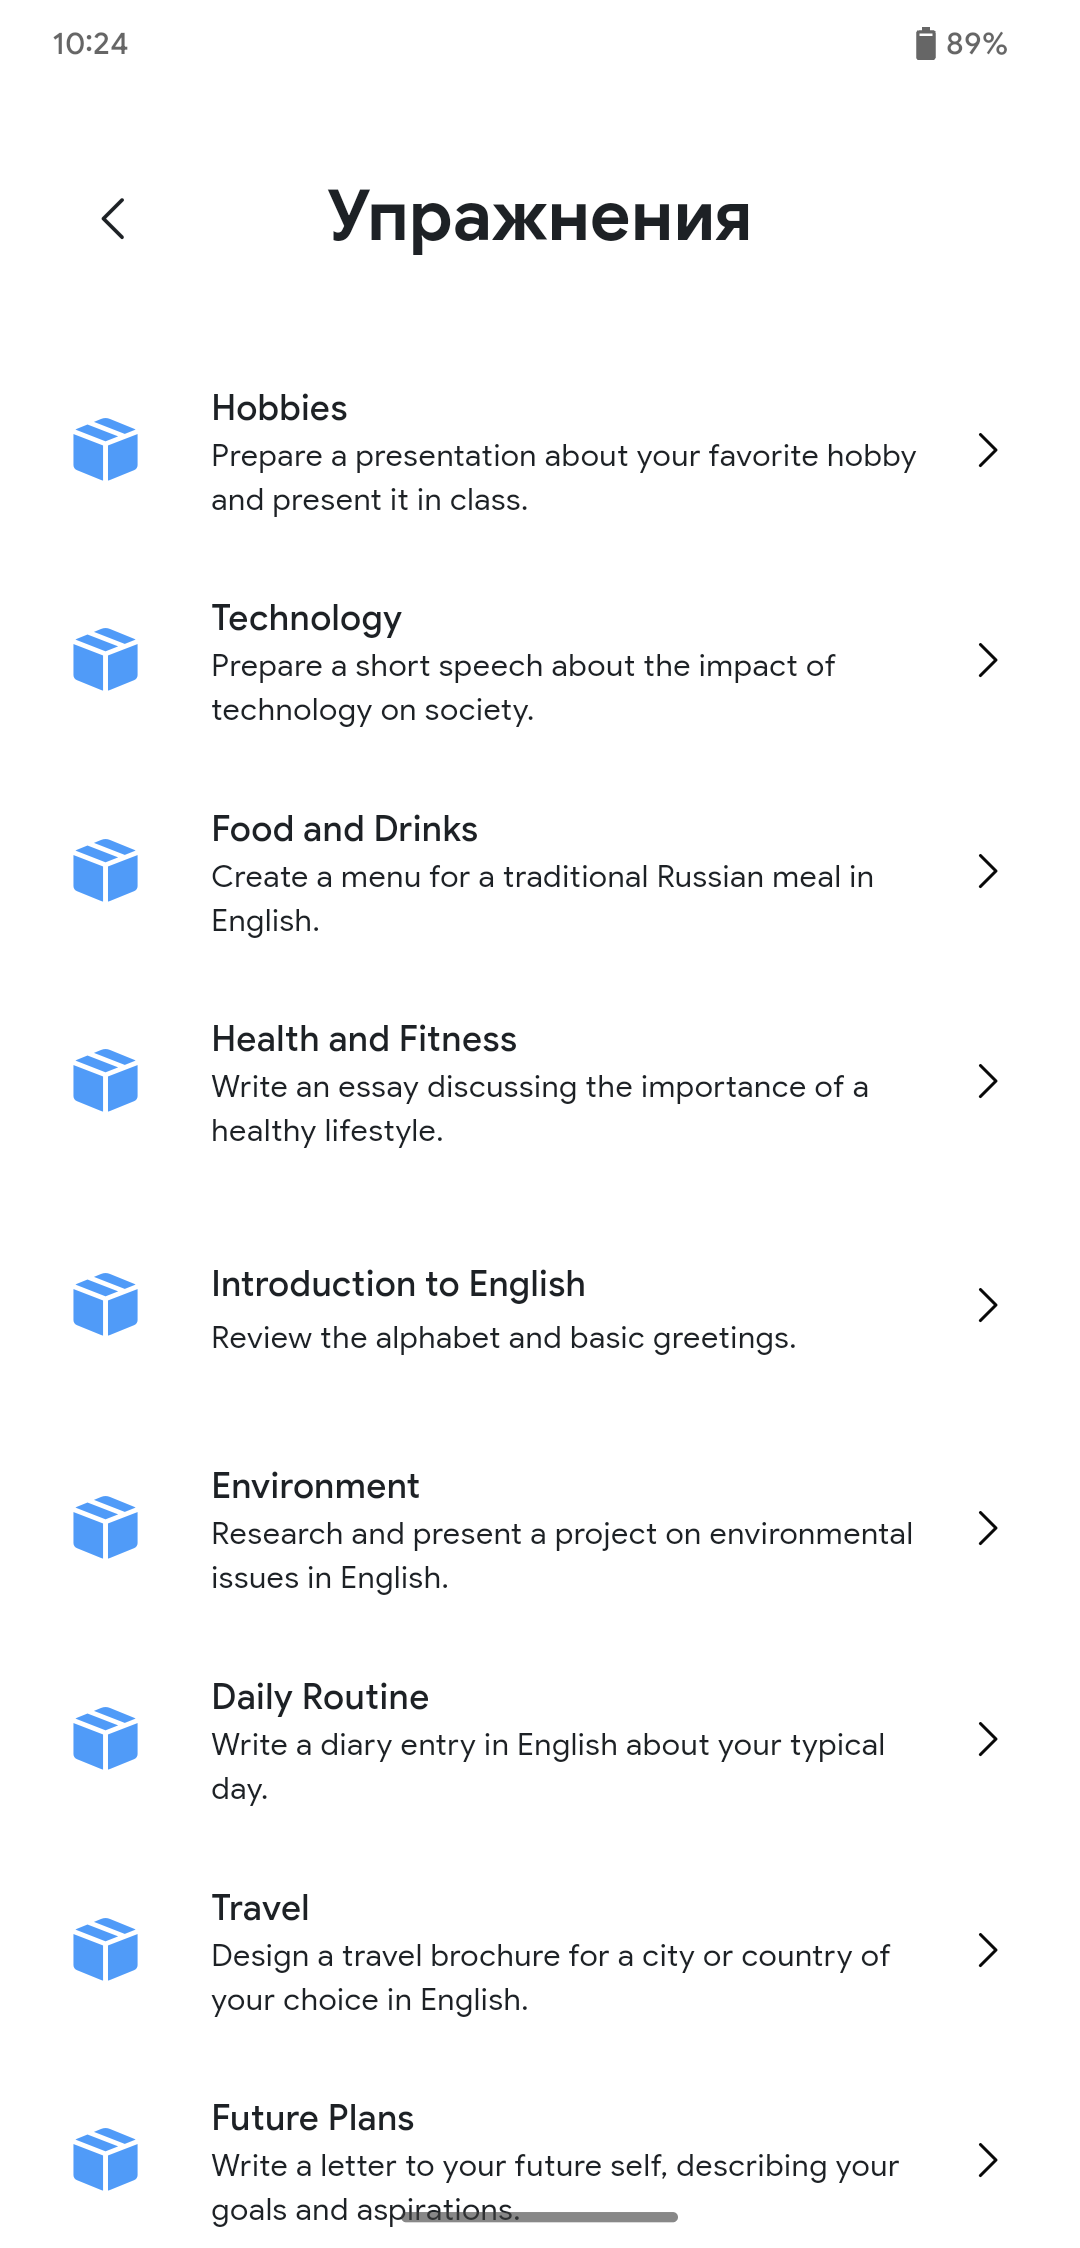 10:24
89%
Упражнения
Hobbies
Prepare a presentation about your favorite hobby
and present it in class.
Technology
Prepare a short speech about the impact of
technology on society.
Food and Drinks
Create a menu for a traditional Russian meal in
English.
Health and Fitness
Write an essay discussing the importance of a
healthy lifestyle.
Introduction to English
Review the alphabet and basic greetings.
Environment
Research and present a project on environmental
issues in English.
Daily Routine
Write a diary entry in English about your typical
day.
Travel
Design a travel brochure for a city or country of
your choice in English.
Future Plans
Write a letter to your future self, describing your
goals and aspirations.